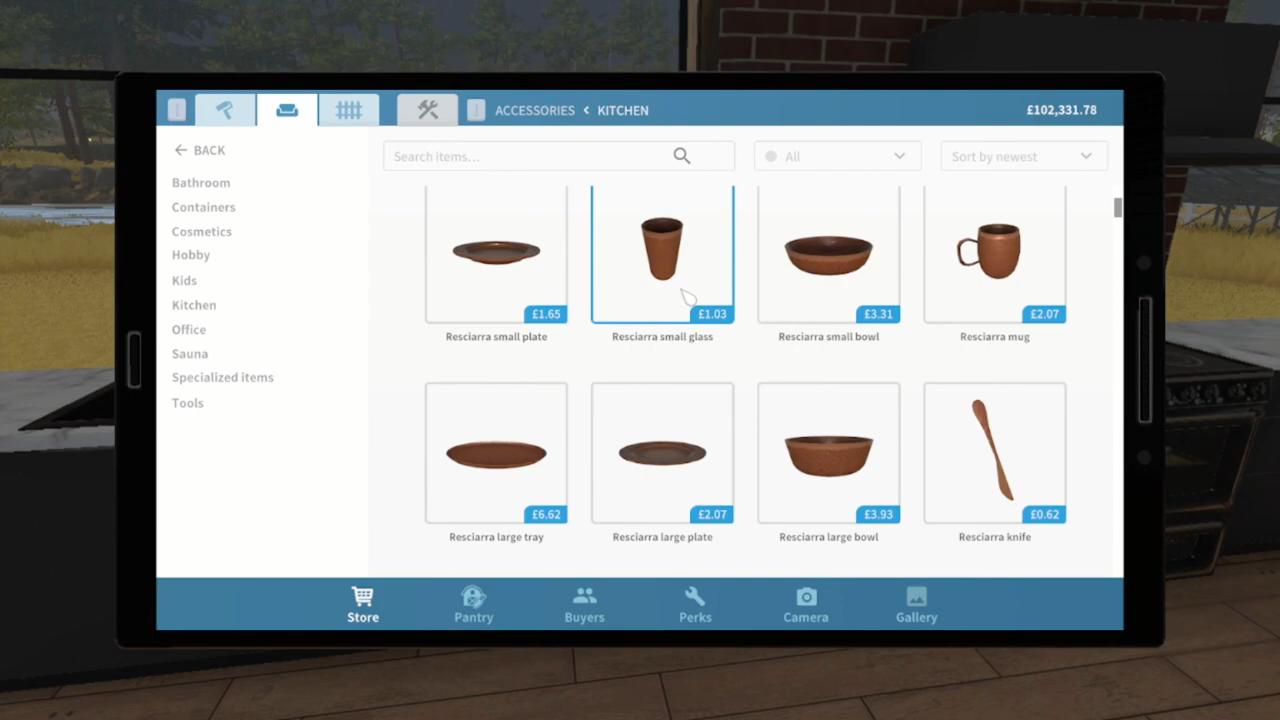 ACCESSORIES < KITCHEN
£102,331.78
← BACK
Search items...
All
Sort by newest
Bathroom
Containers
Cosmetics
Hobby
Kids
Kitchen
Office
Sauna
Specialized items
Tools
£1.65
£1.03
£3.31
£2.07
Resciarra small plate
Resciarra small glass
Resciarra small bowl
Resciarra mug
£6.62
£2.07
£3.93
£0.62
Resciarra large tray
Resciarra large plate
Resciarra large bowl
Resciarra knife
Store
Pantry
Buyers
Perks
Camera
Gallery